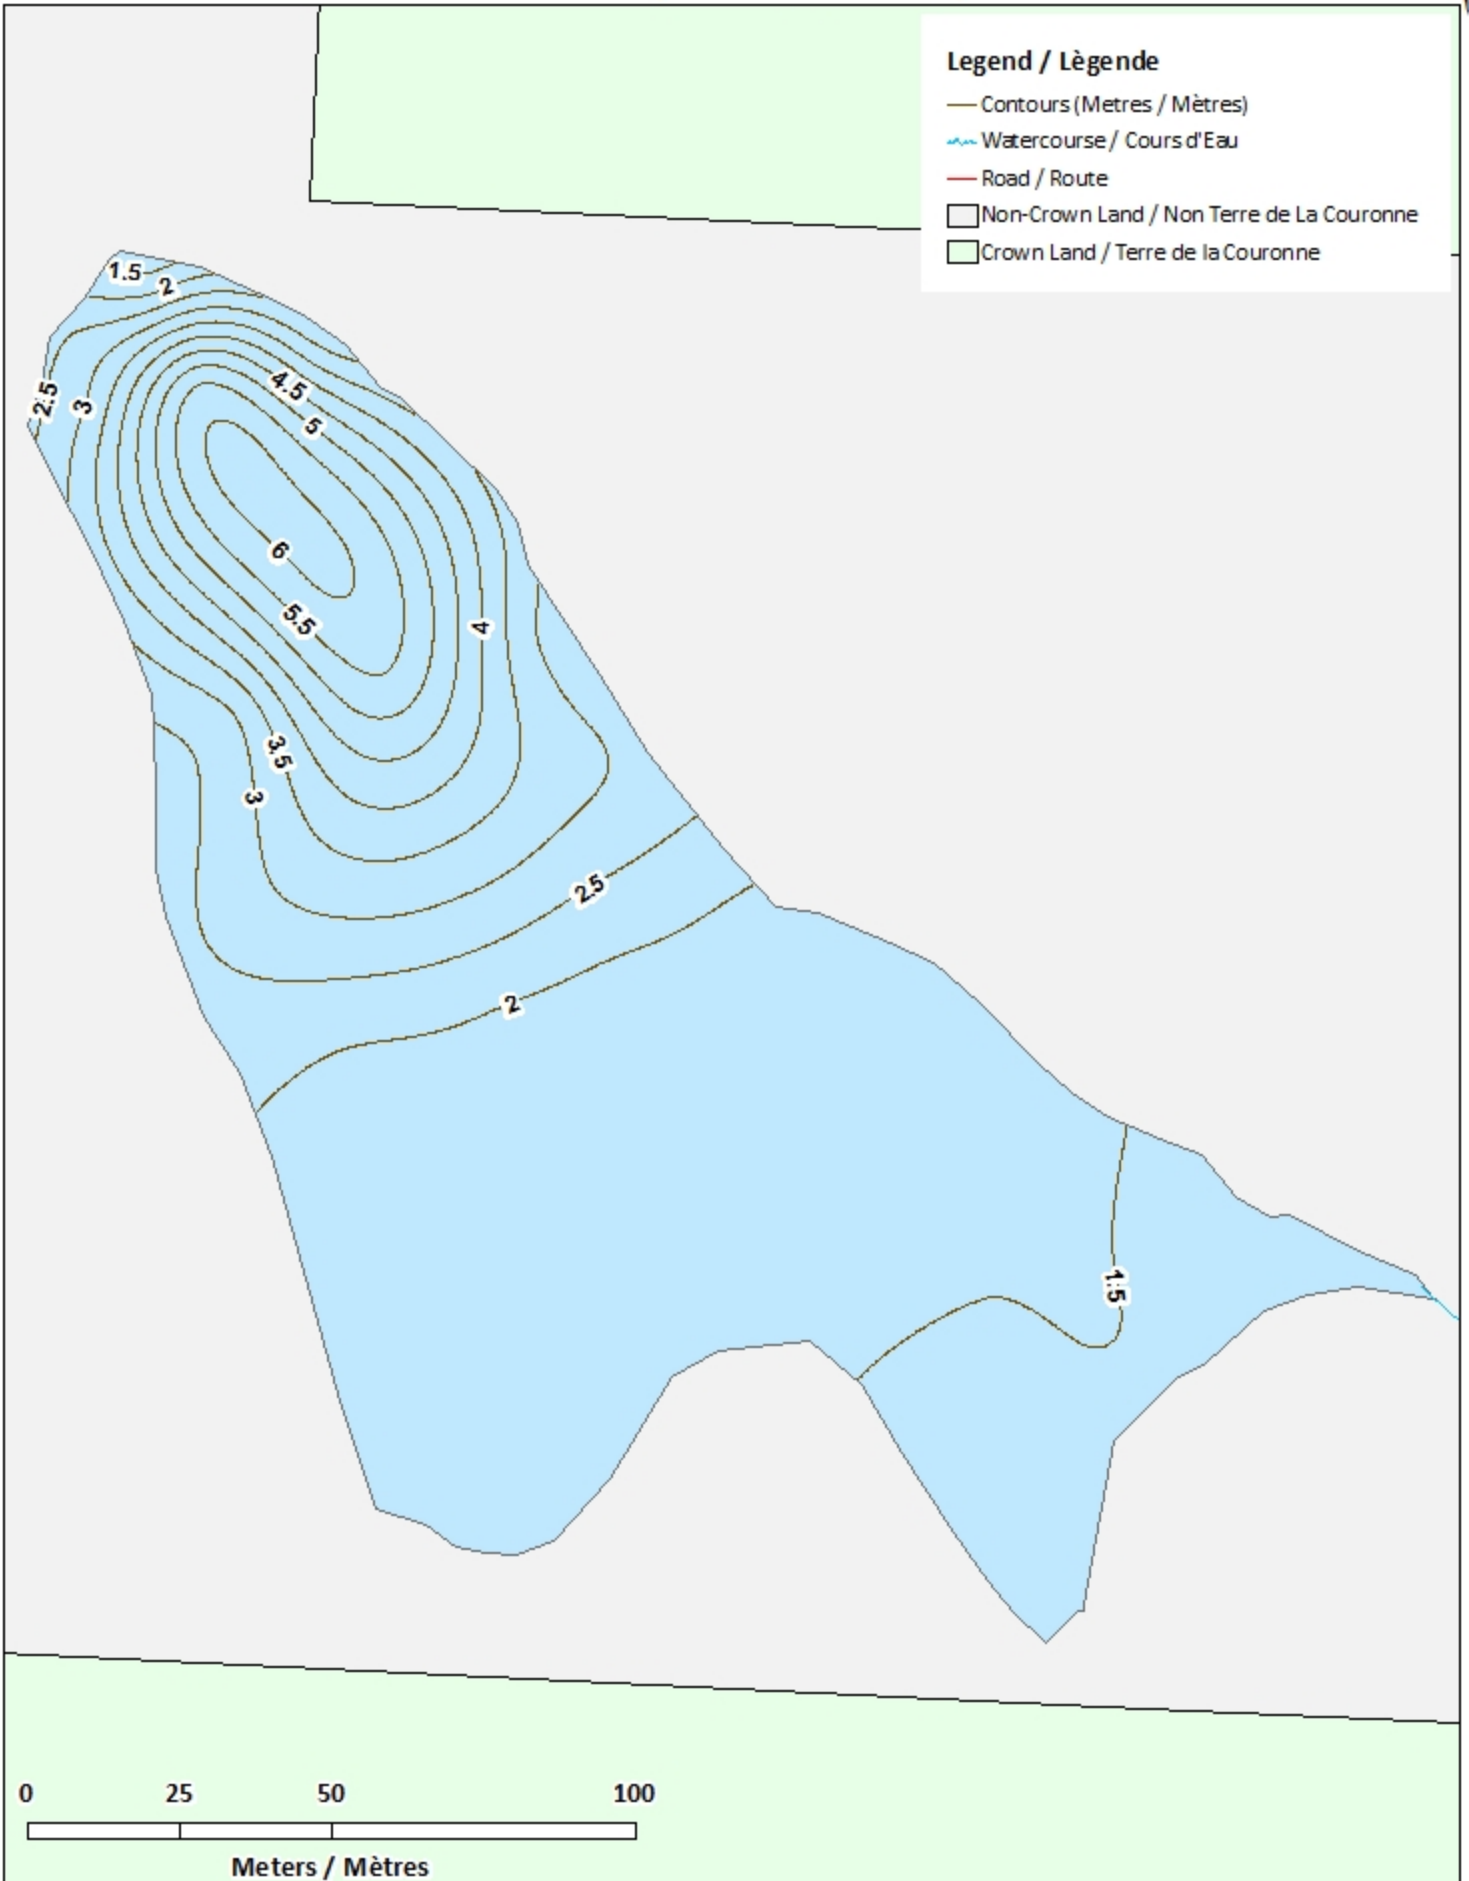 Legend / Lègende
Contours (Metres / Mètres)
Watercourse / Cours d'Eau
Road / Route
Non-Crown Land / Non Terre de La Couronne
Crown Land / Terre de la Couronne
1.5
2
4.5
2.5
3
5
6
5.5
4
3.5
3
2.5
2
1.5
0 25 50 100
Meters / Mètres